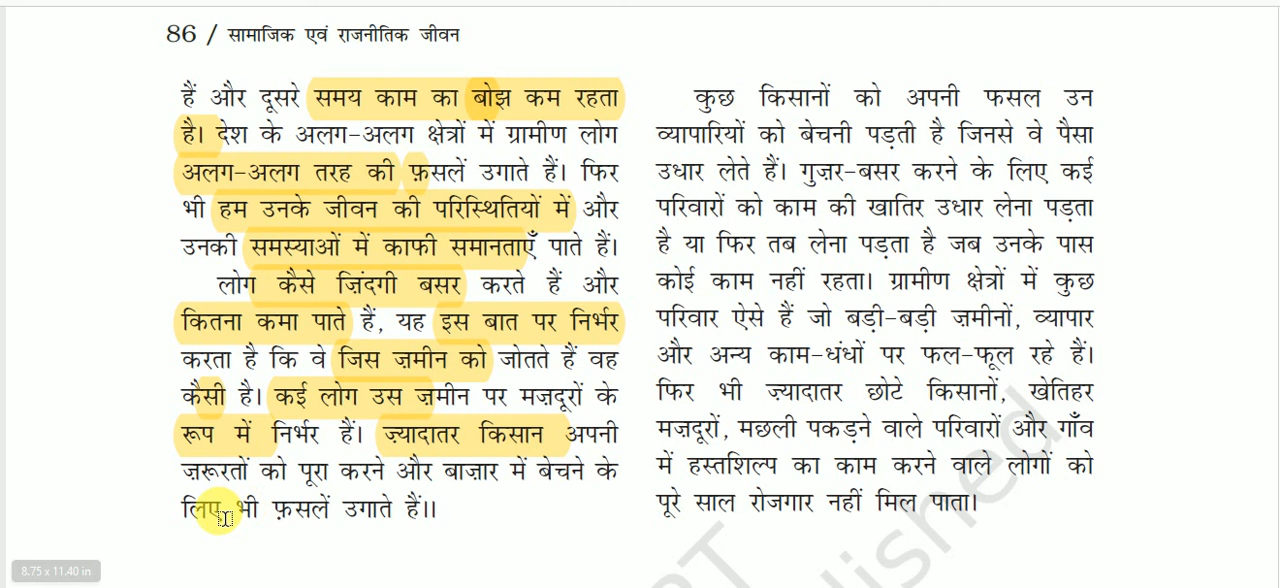 86 / सामाजिक एवं राजनीतिक जीवन
हैं और दूसरे समय काम का बोझ कम रहता
है। देश के अलग-अलग क्षेत्रों में ग्रामीण लोग
अलग-अलग तरह की फ़सलें उगाते हैं। फिर
भी हम उनके जीवन की परिस्थितियों में और
उनकी समस्याओं में काफी समानताएँ पाते हैं।
लोग कैसे ज़िंदगी बसर करते हैं और
कितना कमा पाते हैं, यह इस बात पर निर्भर
करता है कि वे जिस ज़मीन को जोतते हैं वह
कैसी है। कई लोग उस ज़मीन पर मज़दूरों के
रूप में निर्भर हैं। ज़्यादातर किसान अपनी
ज़रूरतों को पूरा करने और बाज़ार में बेचने के
लिए भी फ़सलें उगाते हैं।।
कुछ किसानों को अपनी फसल उन
व्यापारियों को बेचनी पड़ती है जिनसे वे पैसा
उधार लेते हैं। गुज़र-बसर करने के लिए कई
परिवारों को काम की खातिर उधार लेना पड़ता
है या फिर तब लेना पड़ता है जब उनके पास
कोई काम नहीं रहता। ग्रामीण क्षेत्रों में कुछ
परिवार ऐसे हैं जो बड़ी-बड़ी ज़मीनों, व्यापार
और अन्य काम-धंधों पर फल-फूल रहे हैं।
फिर भी ज़्यादातर छोटे किसानों, खेतिहर
मज़दूरों, मछली पकड़ने वाले परिवारों और गाँव
में हस्तशिल्प का काम करने वाले लोगों को
पूरे साल रोजगार नहीं मिल पाता।
8.75 x 11.40 in